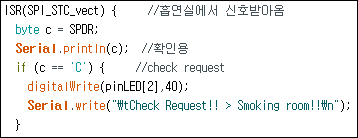 ISR(SPI_STC_vect) {     //흡연실에서 신호받아옴
  byte c = SPDR;
  Serial.println(c);  //확인용
  if (c == 'C') {     //check request
    digitalWrite(pinLED[2],40);
    Serial.write("₩tCheck Request!! > Smoking room!!₩n");
  }